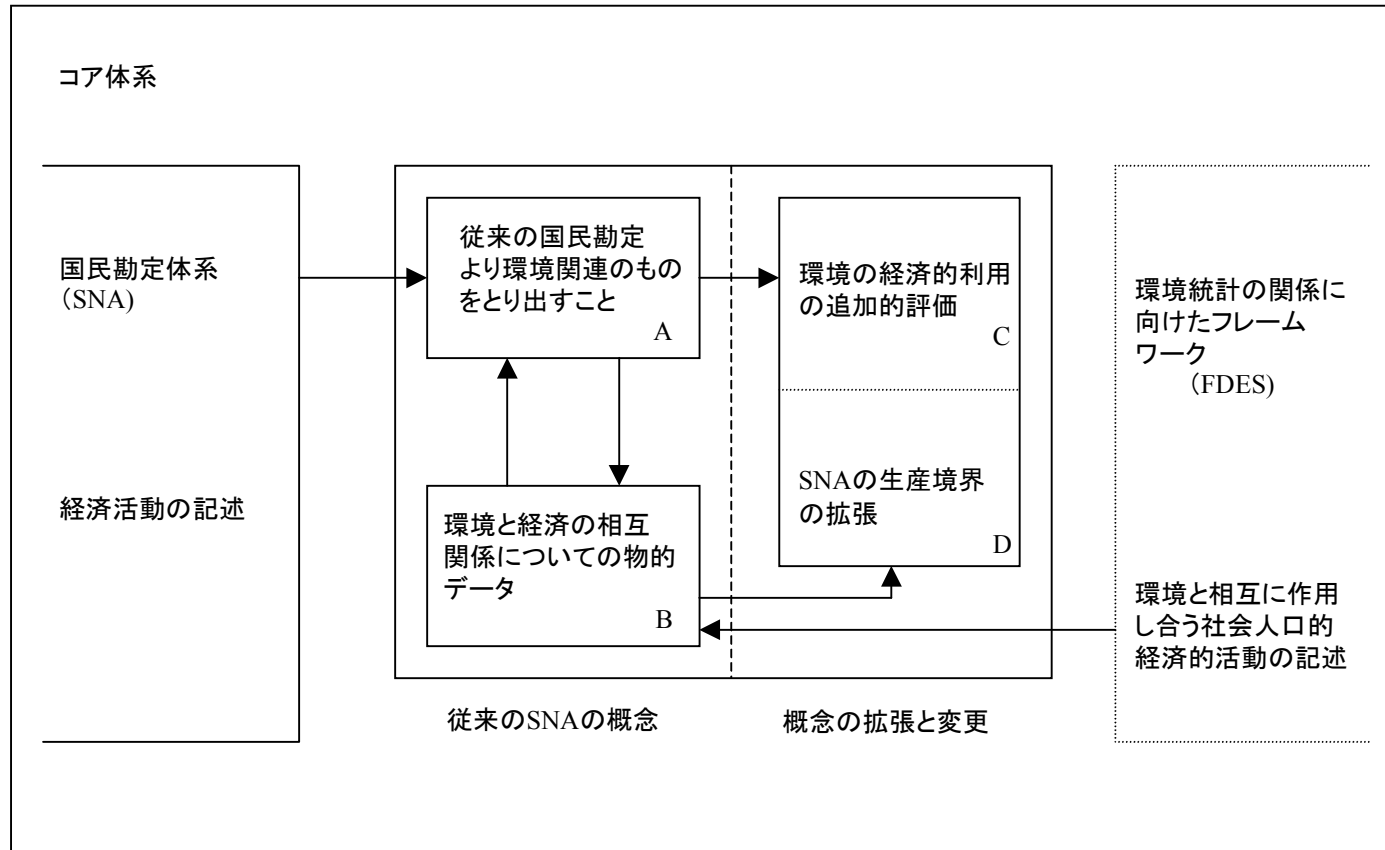 コア体系
国民勘定体系
(SNA)
経済活動の記述
従来の国民勘定
より環境関連のもの
をとり出すこと
A
環境と経済の相互
関係についての物的
データ
B
従来のSNAの概念
環境の経済的利用
の追加的評価
C
SNAの生産境界
の拡張
D
概念の拡張と変更
環境統計の関係に
向けたフレーム
ワーク
(FDES)
環境と相互に作用
し合う社会人口的
経済的活動の記述